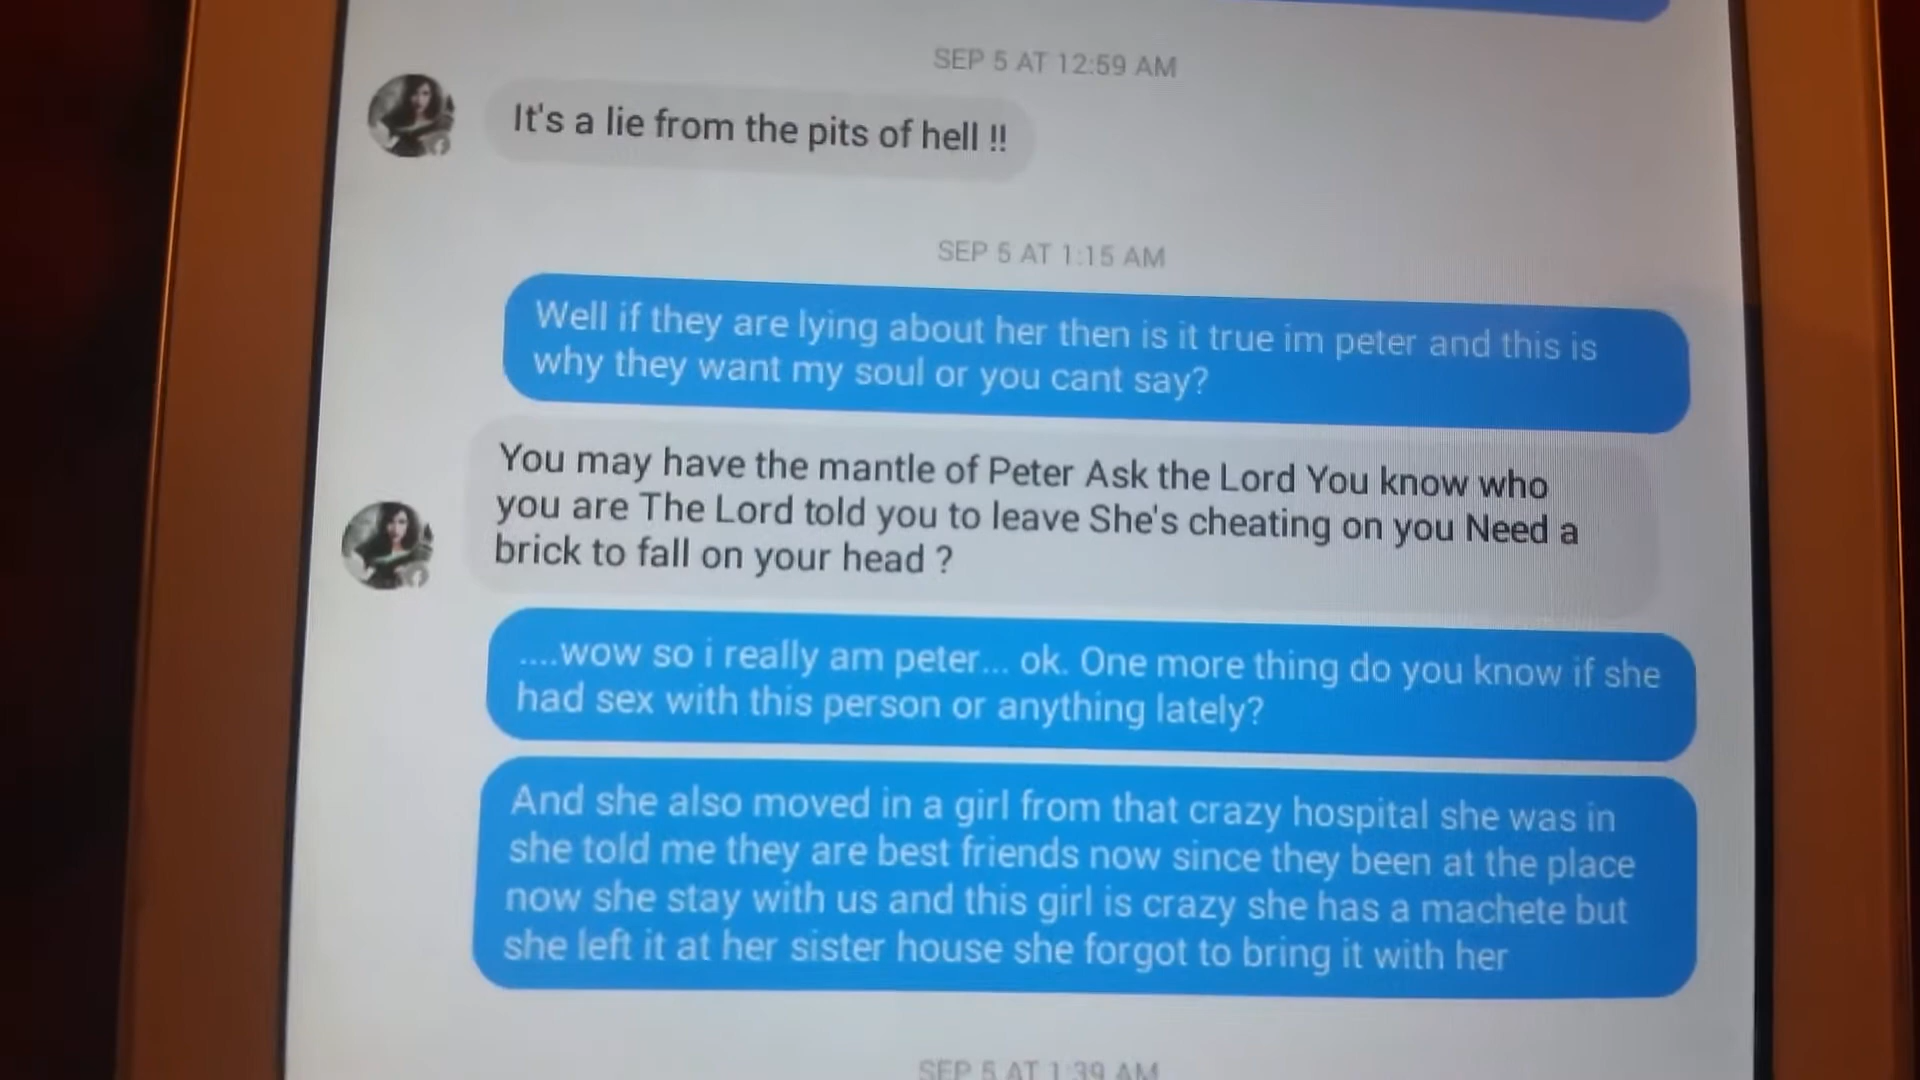 SEP 5 AT 12:59 AM
It's a lie from the pits of hell !!
SEP 5 AT 1:15 AM
Well if they are lying about her then is it true im peter and this is
why they want my soul or you cant say?
You may have the mantle of Peter Ask the Lord You know who
you are The Lord told you to leave She's cheating on you Need a
brick to fall on your head ?
....wow so i really am peter... ok. One more thing do you know if she
had sex with this person or anything lately?
And she also moved in a girl from that crazy hospital she was in
she told me they are best friends now since they been at the place
now she stay with us and this girl is crazy she has a machete but
she left it at her sister house she forgot to bring it with her
SEP 5 AT 1:39 AM